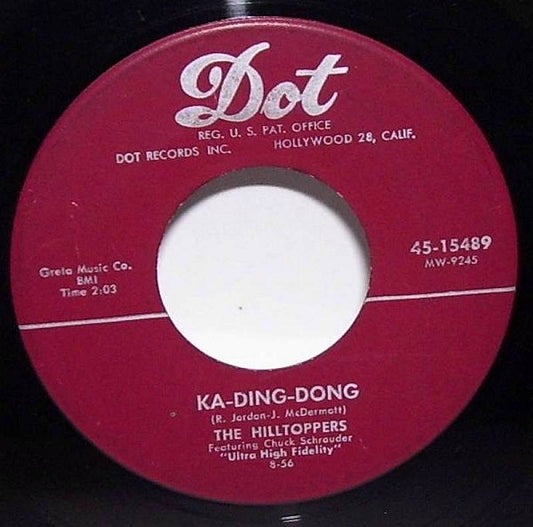 Dot
REG. U. S. PAT. OFFICE
DOT RECORDS INC. HOLLYWOOD 28, CALIF.
45-15489
MW-9245
Greta Music Co.
BMI
Time 2:03
KA-DING-DONG
(R. Jordan-J. McDermott)
THE HILLTOPPERS
Featuring Chuck Schrouder
"Ultra High Fidelity"
8-56